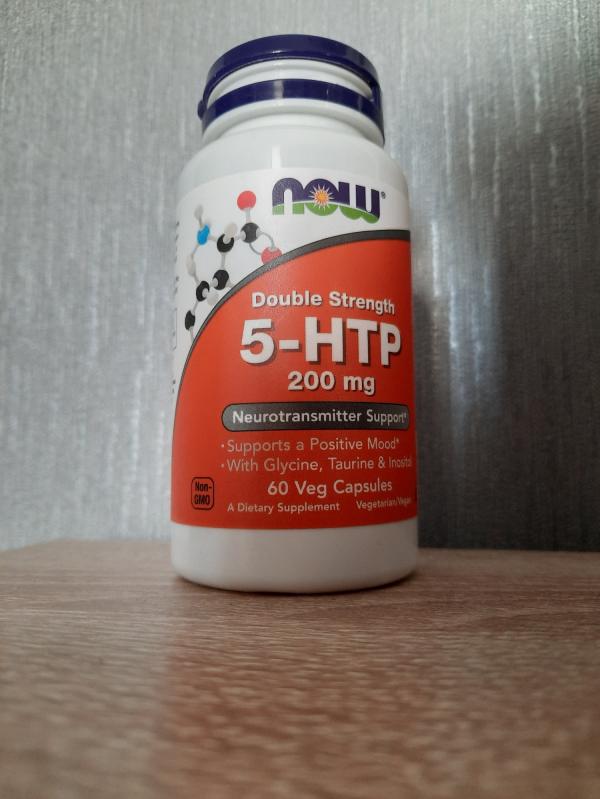 NOW®
Double Strength
5-HTP
200 mg
Neurotransmitter Support*
• Supports a Positive Mood*
• With Glycine, Taurine & Inositol
60 Veg Capsules
Non-
GMO
A Dietary Supplement Vegetarian/Vegan